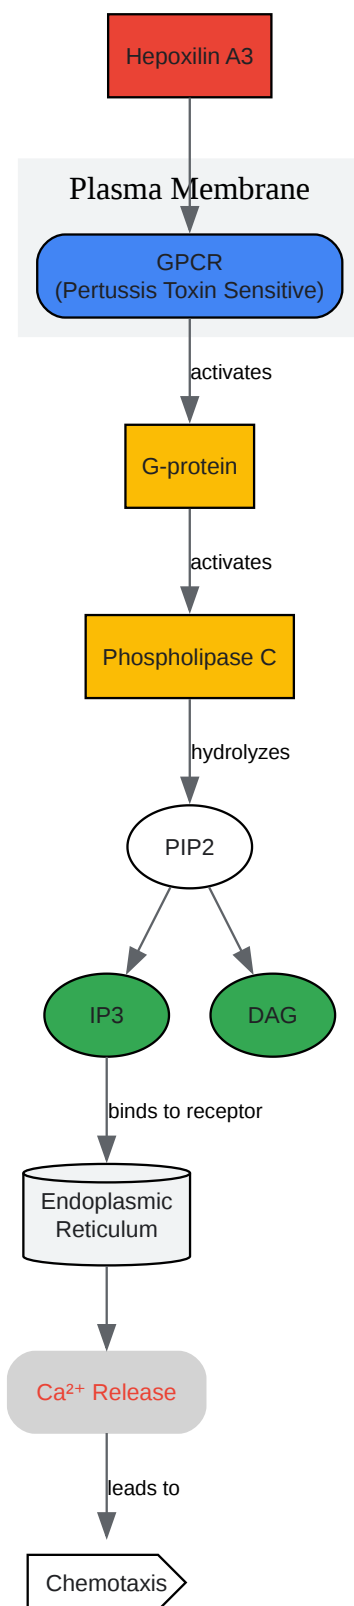 Hepoxilin A3
Plasma Membrane
GPCR
(Pertussis Toxin Sensitive)
activates
G-protein
activates
Phospholipase C
hydrolyzes
PIP2
IP3
DAG
binds to receptor
Endoplasmic
Reticulum
Ca²⁺ Release
leads to
Chemotaxis